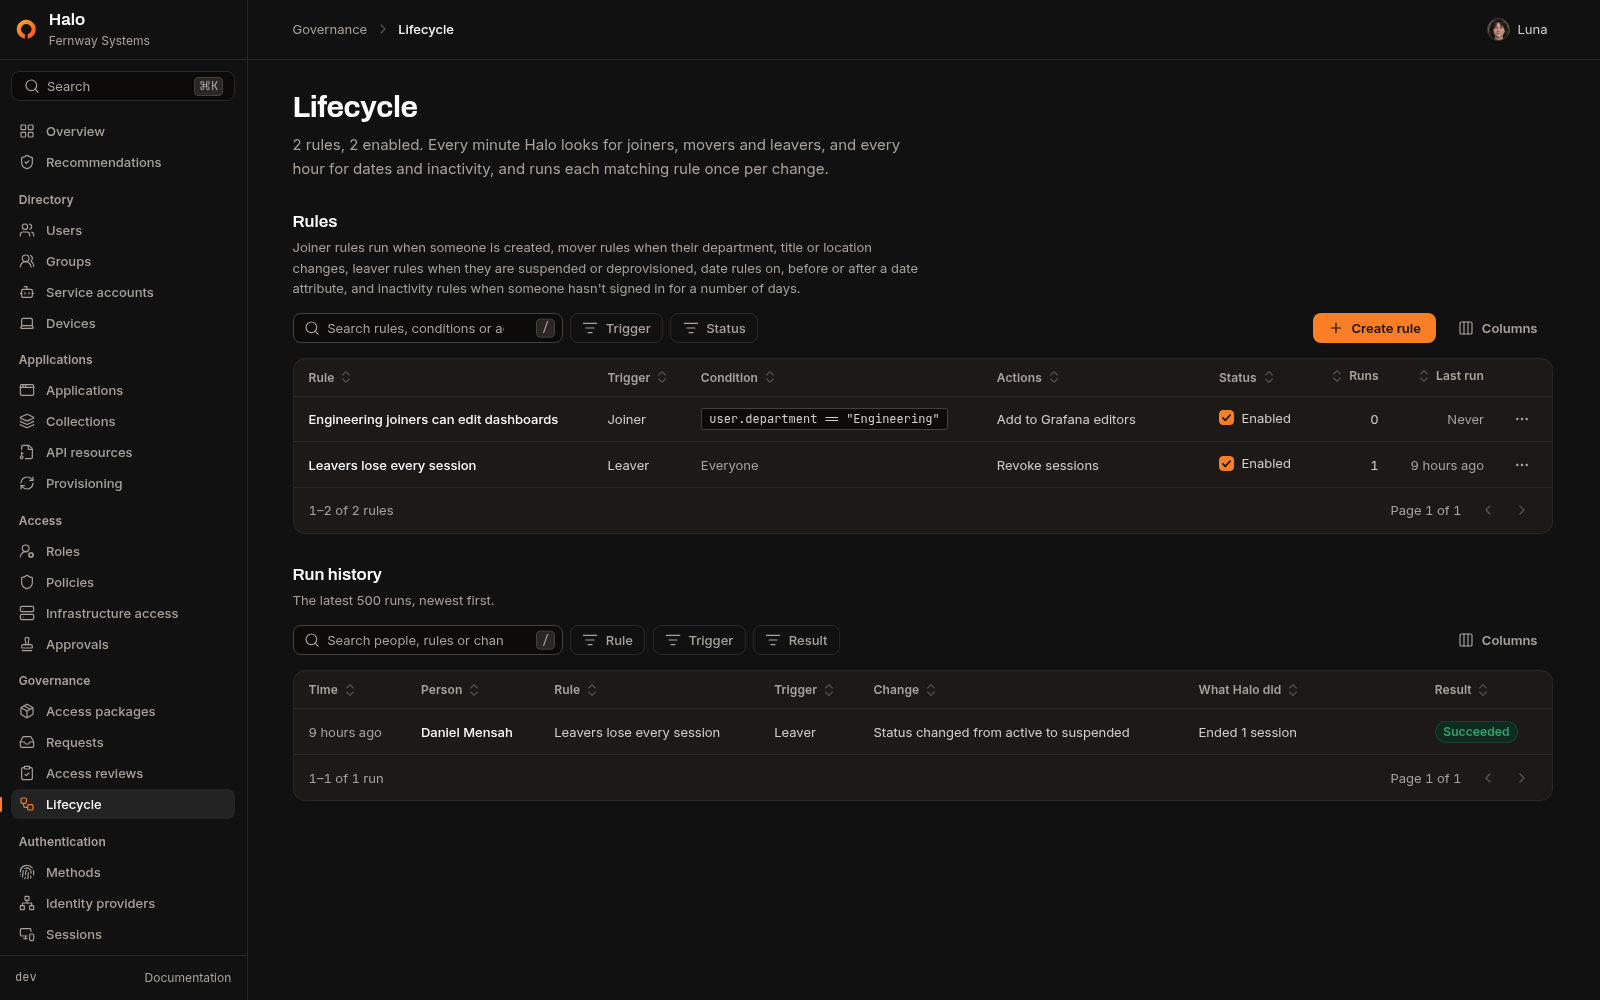 Halo
Fernway Systems
Governance
Lifecycle
Luna
Search
⌘K
Overview
Recommendations
Directory
Users
Groups
Service accounts
Devices
Applications
Applications
Collections
API resources
Provisioning
Access
Roles
Policies
Infrastructure access
Approvals
Governance
Access packages
Requests
Access reviews
Lifecycle
Authentication
Methods
Identity providers
Sessions
dev
Documentation
Lifecycle
2 rules, 2 enabled. Every minute Halo looks for joiners, movers and leavers, and every
hour for dates and inactivity, and runs each matching rule once per change.
Rules
Joiner rules run when someone is created, mover rules when their department, title or location
changes, leaver rules when they are suspended or deprovisioned, date rules on, before or after a date
attribute, and inactivity rules when someone hasn't signed in for a number of days.
Search rules, conditions or a
/
Trigger
Status
Create rule
Columns
Rule Trigger Condition Actions Status Runs Last run
Engineering joiners can edit dashboards Joiner user.department == "Engineering" Add to Grafana editors Enabled 0 Never
Leavers lose every session Leaver Everyone Revoke sessions Enabled 1 9 hours ago
1–2 of 2 rules
Page 1 of 1
Run history
The latest 500 runs, newest first.
Search people, rules or chan
/
Rule
Trigger
Result
Columns
Time Person Rule Trigger Change What Halo did Result
9 hours ago Daniel Mensah Leavers lose every session Leaver Status changed from active to suspended Ended 1 session Succeeded
1–1 of 1 run
Page 1 of 1